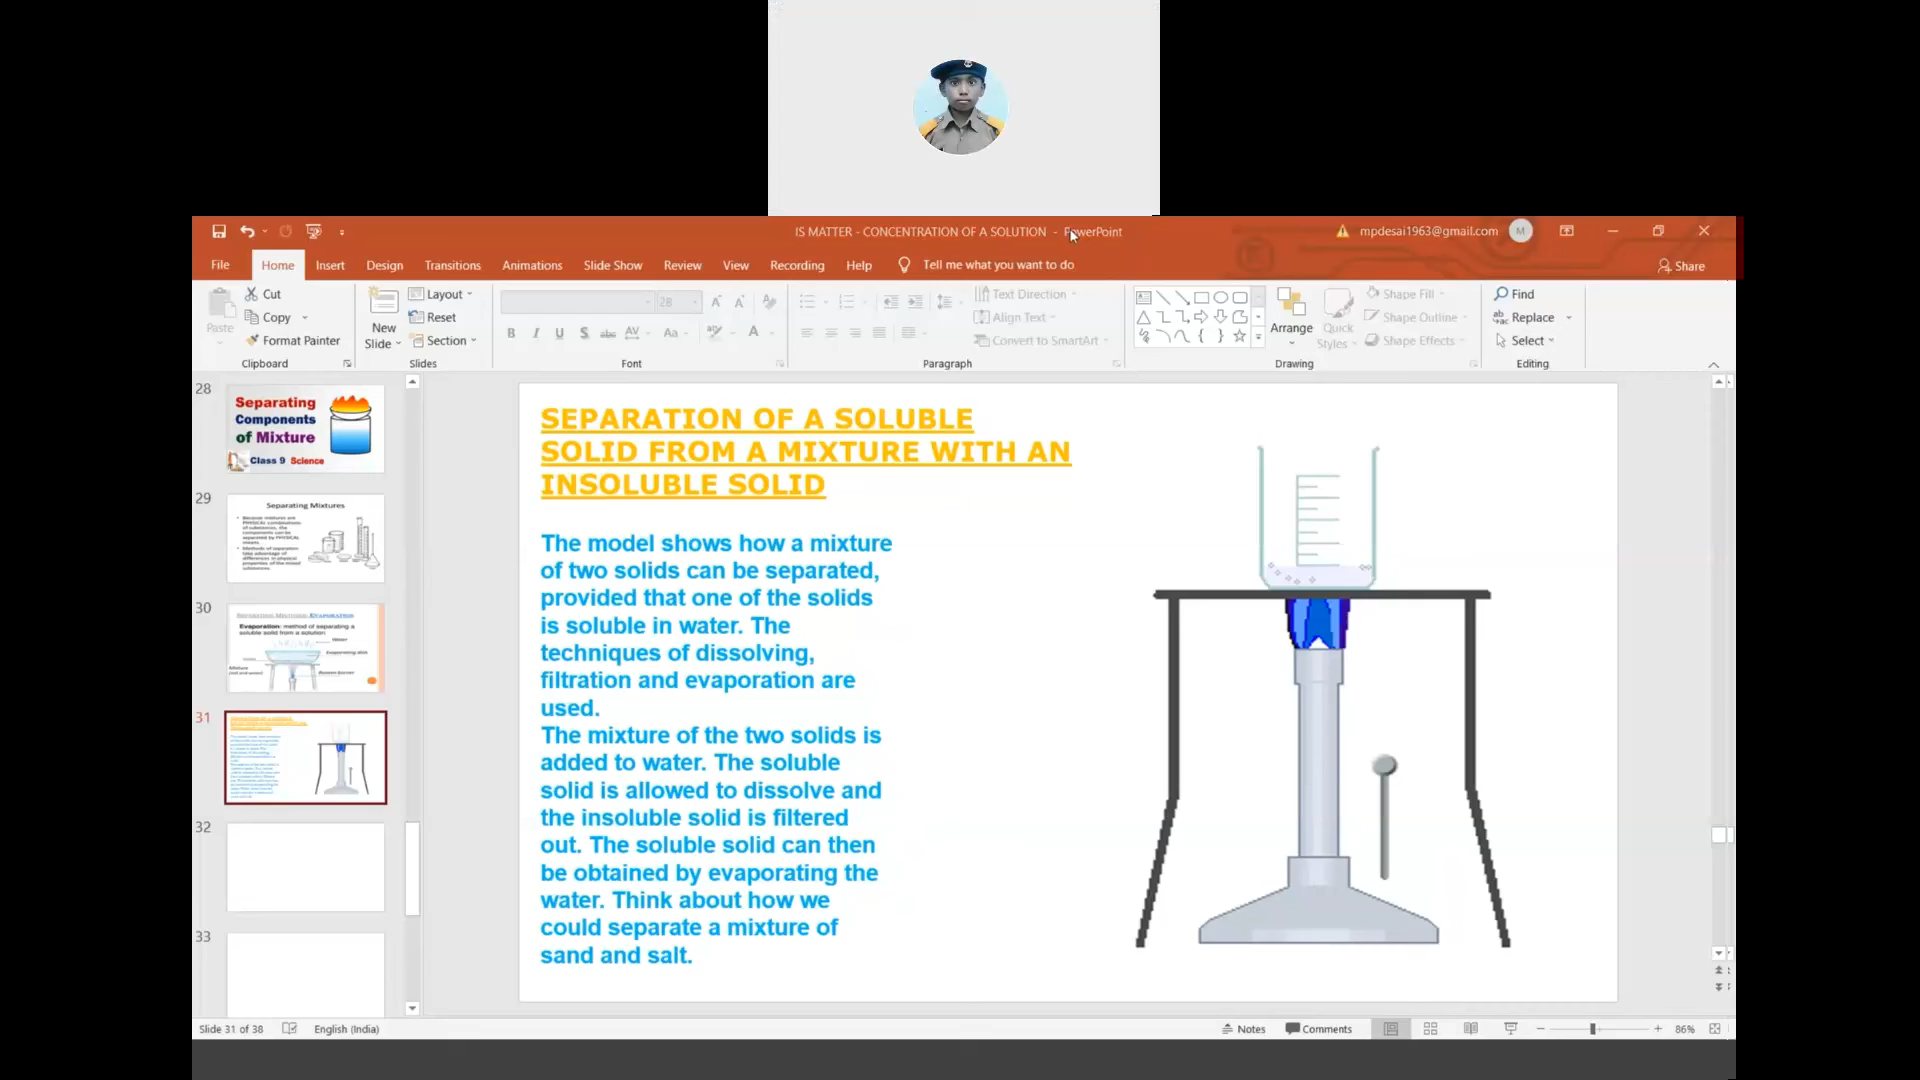 IS MATTER - CONCENTRATION OF A SOLUTION - PowerPoint
mpdesai1963@gmail.com
M
File Home Insert Design Transitions Animations Slide Show Review View Recording Help Tell me what you want to do
Share
Paste
Cut
Copy
Format Painter
Clipboard
New
Slide
Layout
Reset
Section
Slides
28
Font
Text Direction
Align Text
Convert to SmartArt
Paragraph
Arrange
Quick
Styles
Shape Fill
Shape Outline
Shape Effects
Drawing
Find
Replace
Select
Editing
28
Separating
Components
of Mixture
Class 9 Science
29
Separating Mixtures
30
Evaporation: method of separating a
soluble solid from a solution
31
32
33
SEPARATION OF A SOLUBLE
SOLID FROM A MIXTURE WITH AN
INSOLUBLE SOLID
The model shows how a mixture
of two solids can be separated,
provided that one of the solids
is soluble in water. The
techniques of dissolving,
filtration and evaporation are
used.
The mixture of the two solids is
added to water. The soluble
solid is allowed to dissolve and
the insoluble solid is filtered
out. The soluble solid can then
be obtained by evaporating the
water. Think about how we
could separate a mixture of
sand and salt.
Slide 31 of 38
English (India)
Notes
Comments
86%